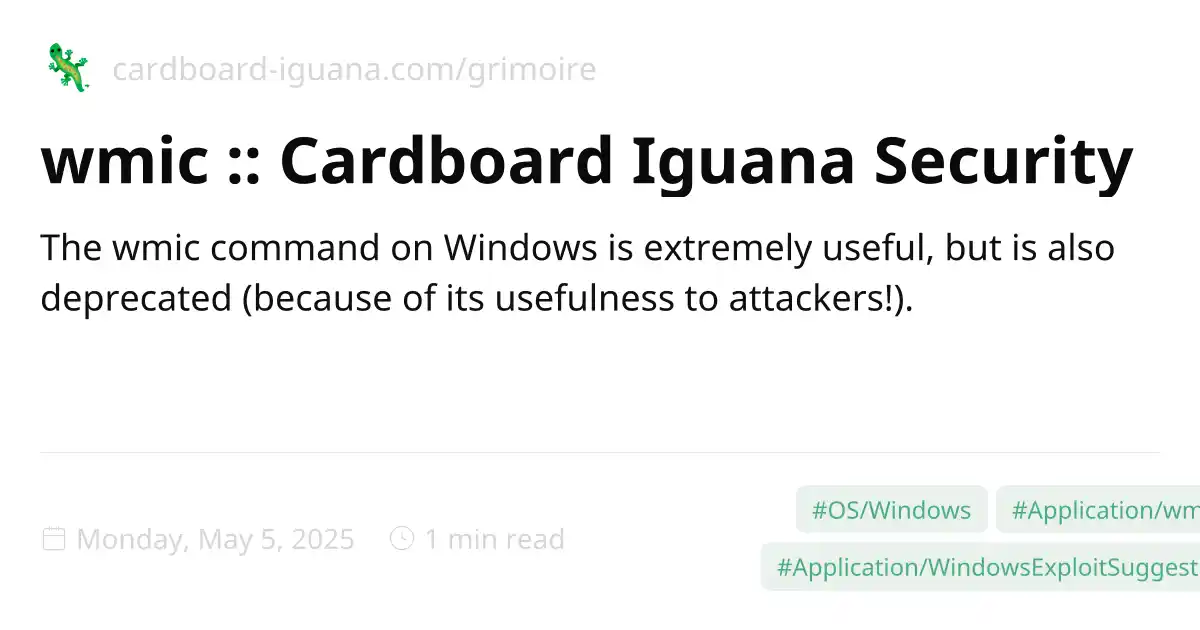 cardboard-iguana.com/grimoire
wmic :: Cardboard Iguana Security
The wmic command on Windows is extremely useful, but is also
deprecated (because of its usefulness to attackers!).
Monday, May 5, 2025 1 min read
#OS/Windows #Application/wm
#Application/WindowsExploitSuggest